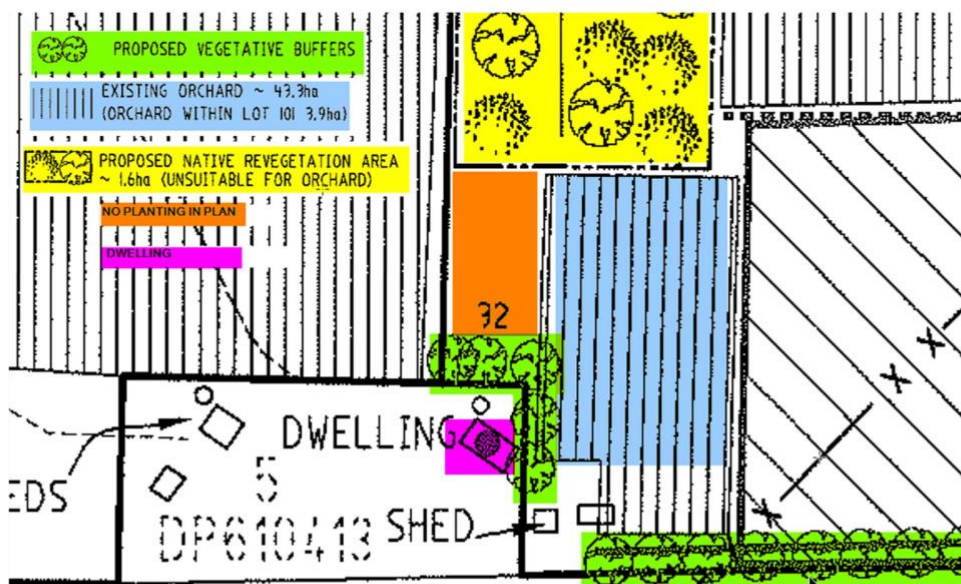 PROPOSED VEGETATIVE BUFFERS
EXISTING ORCHARD ~ 43.3ha
(ORCHARD WITHIN LOT 101 3.9ha)
PROPOSED NATIVE REVEGETATION AREA
~ 1.6ha (UNSUITABLE FOR ORCHARD)
NO PLANTING IN PLAN
DWELLING
32
DWELLING
EDS
5
DP610413
SHED
X
X
X